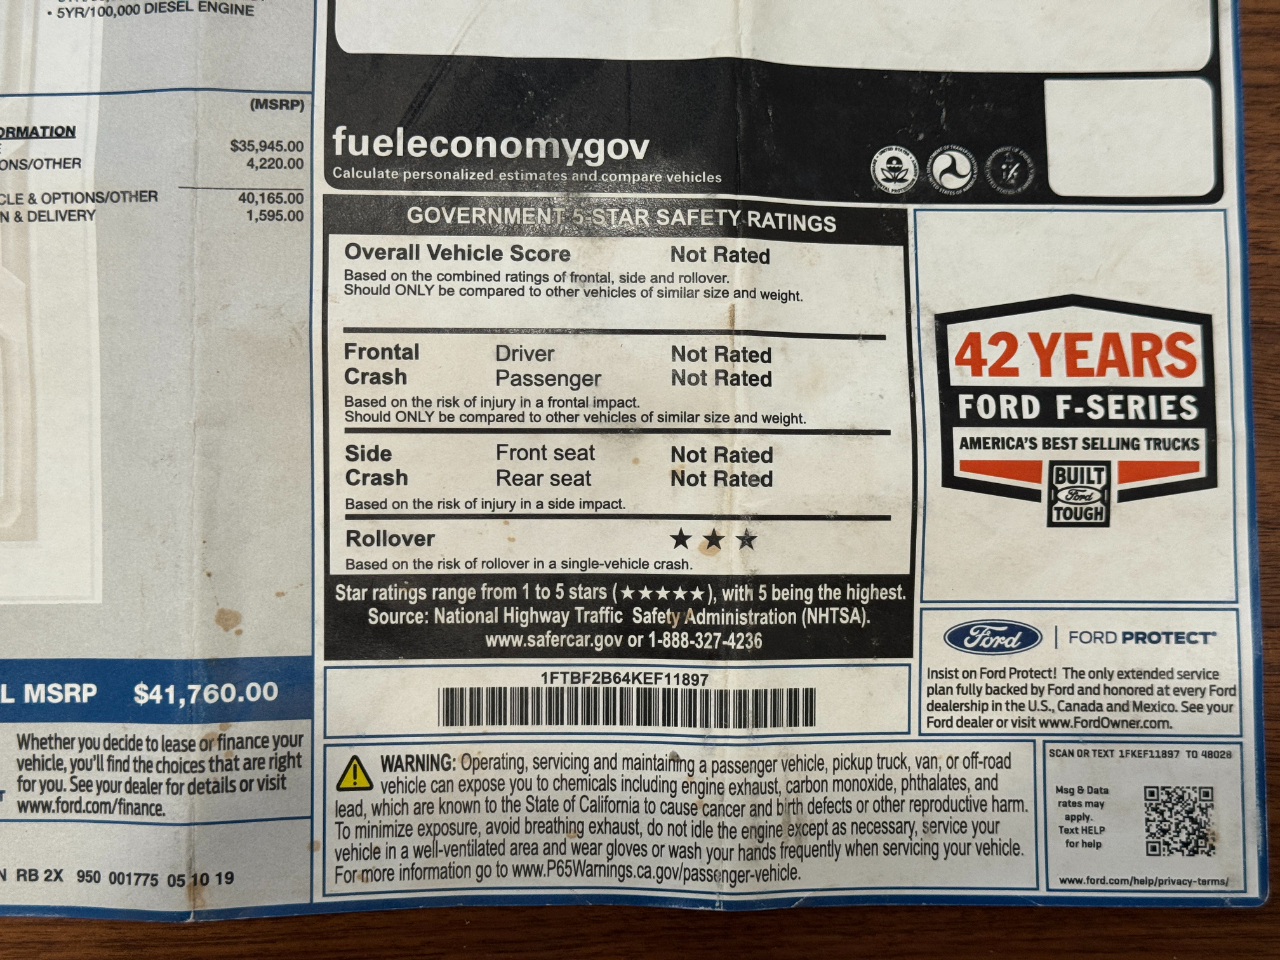 • 5YR/100,000 DIESEL ENGINE
(MSRP)
$35,945.00
ONS/OTHER 4,220.00
CLE & OPTIONS/OTHER 40,165.00
N & DELIVERY 1,595.00
L MSRP $41,760.00
Whether you decide to lease or finance your
vehicle, you'll find the choices that are right
for you. See your dealer for details or visit
www.ford.com/finance.
N RB 2X 950 001775 05 10 19
fueleconomy.gov
Calculate personalized estimates and compare vehicles
GOVERNMENT 5-STAR SAFETY RATINGS
Overall Vehicle Score Not Rated
Based on the combined ratings of frontal, side and rollover.
Should ONLY be compared to other vehicles of similar size and weight.
Frontal Driver Not Rated
Crash Passenger Not Rated
Based on the risk of injury in a frontal impact.
Should ONLY be compared to other vehicles of similar size and weight.
Side Front seat Not Rated
Crash Rear seat Not Rated
Based on the risk of injury in a side impact.
Rollover ★ ★ ★
Based on the risk of rollover in a single-vehicle crash.
Star ratings range from 1 to 5 stars (★★★★★), with 5 being the highest.
Source: National Highway Traffic Safety Administration (NHTSA).
www.safercar.gov or 1-888-327-4236
42 YEARS
FORD F-SERIES
AMERICA'S BEST SELLING TRUCKS
BUILT
Ford
TOUGH
Ford | FORD PROTECT
Insist on Ford Protect! The only extended service
plan fully backed by Ford and honored at every Ford
dealership in the U.S., Canada and Mexico. See your
Ford dealer or visit www.FordOwner.com.
1FTBF2B64KEF11897
WARNING: Operating, servicing and maintaining a passenger vehicle, pickup truck, van, or off-road
vehicle can expose you to chemicals including engine exhaust, carbon monoxide, phthalates, and
lead, which are known to the State of California to cause cancer and birth defects or other reproductive harm.
To minimize exposure, avoid breathing exhaust, do not idle the engine except as necessary, service your
vehicle in a well-ventilated area and wear gloves or wash your hands frequently when servicing your vehicle.
For more information go to www.P65Warnings.ca.gov/passenger-vehicle.
SCAN OR TEXT 1FKEF11897 TO 48028
Msg & Data
rates may
apply.
Text HELP
for help
www.ford.com/help/privacy-terms/